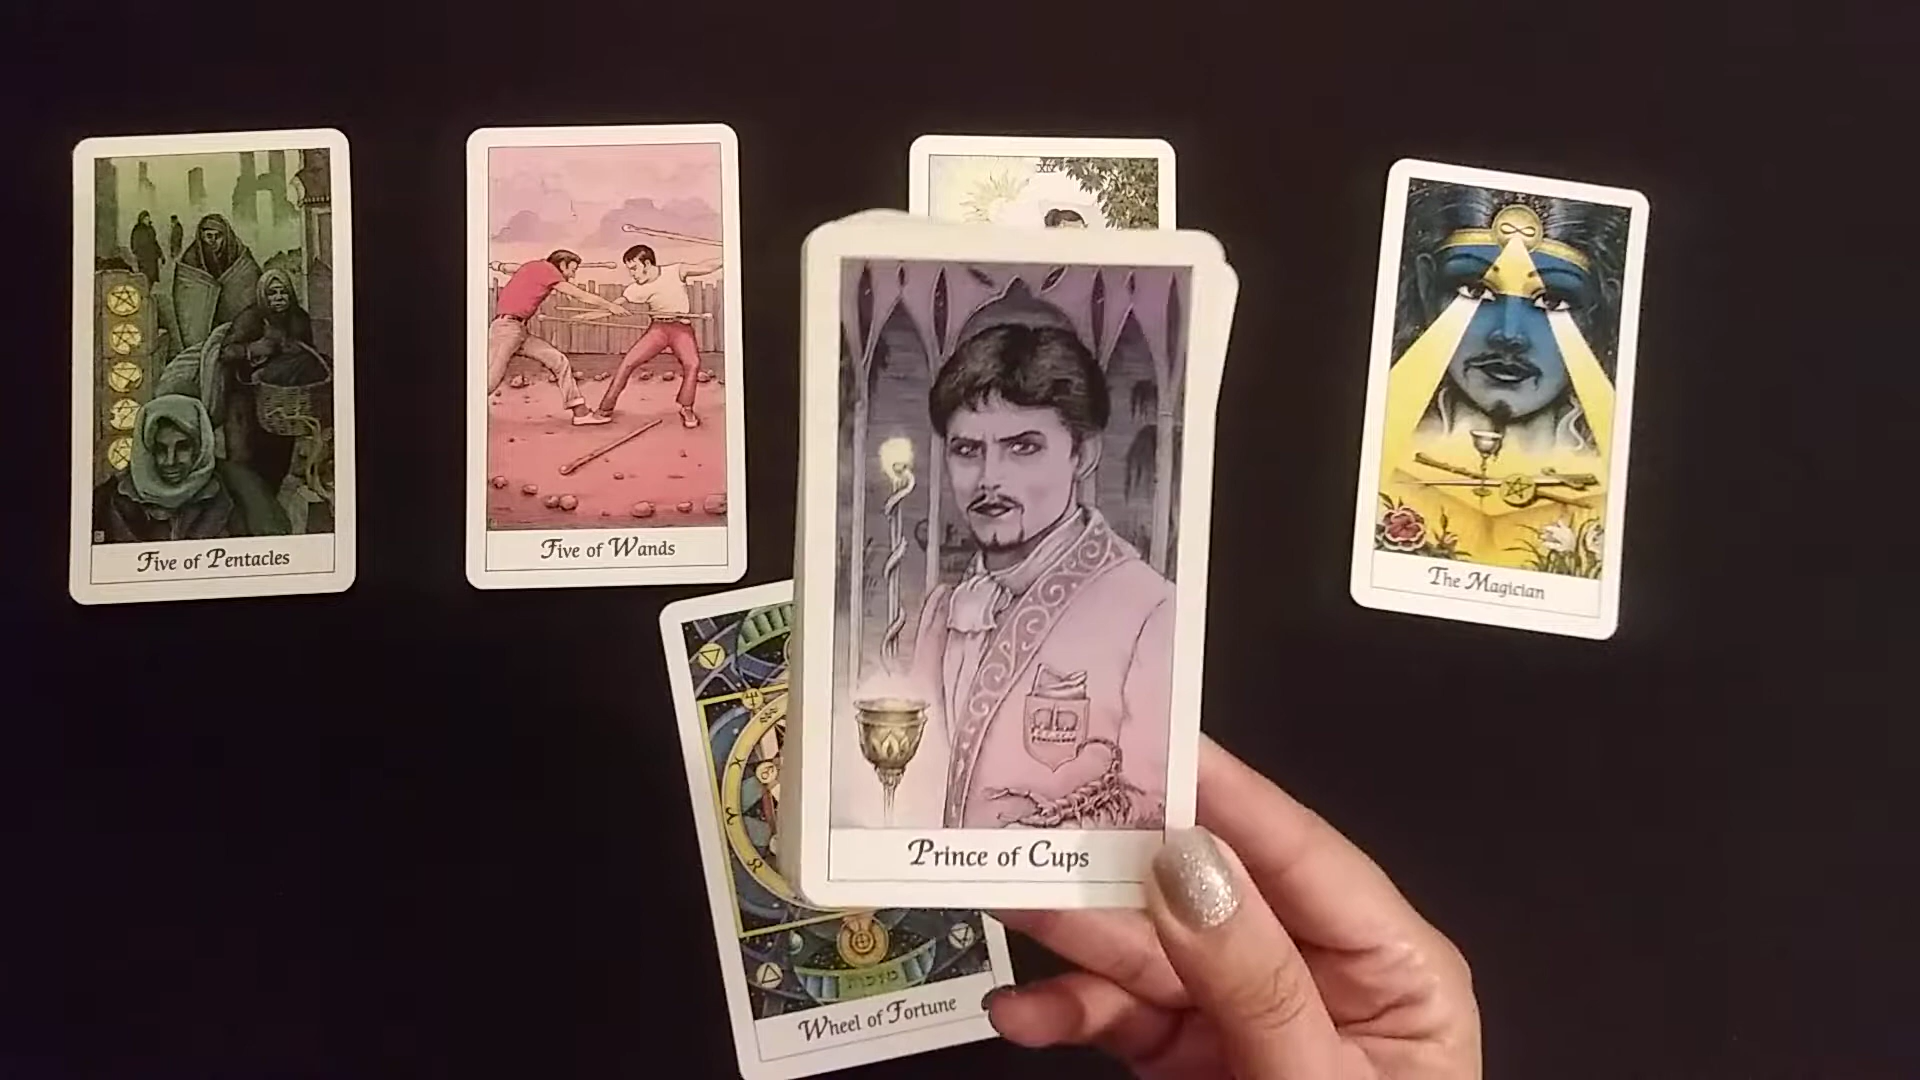 Five of Pentacles
Five of Wands
The Magician
Prince of Cups
Wheel of Fortune